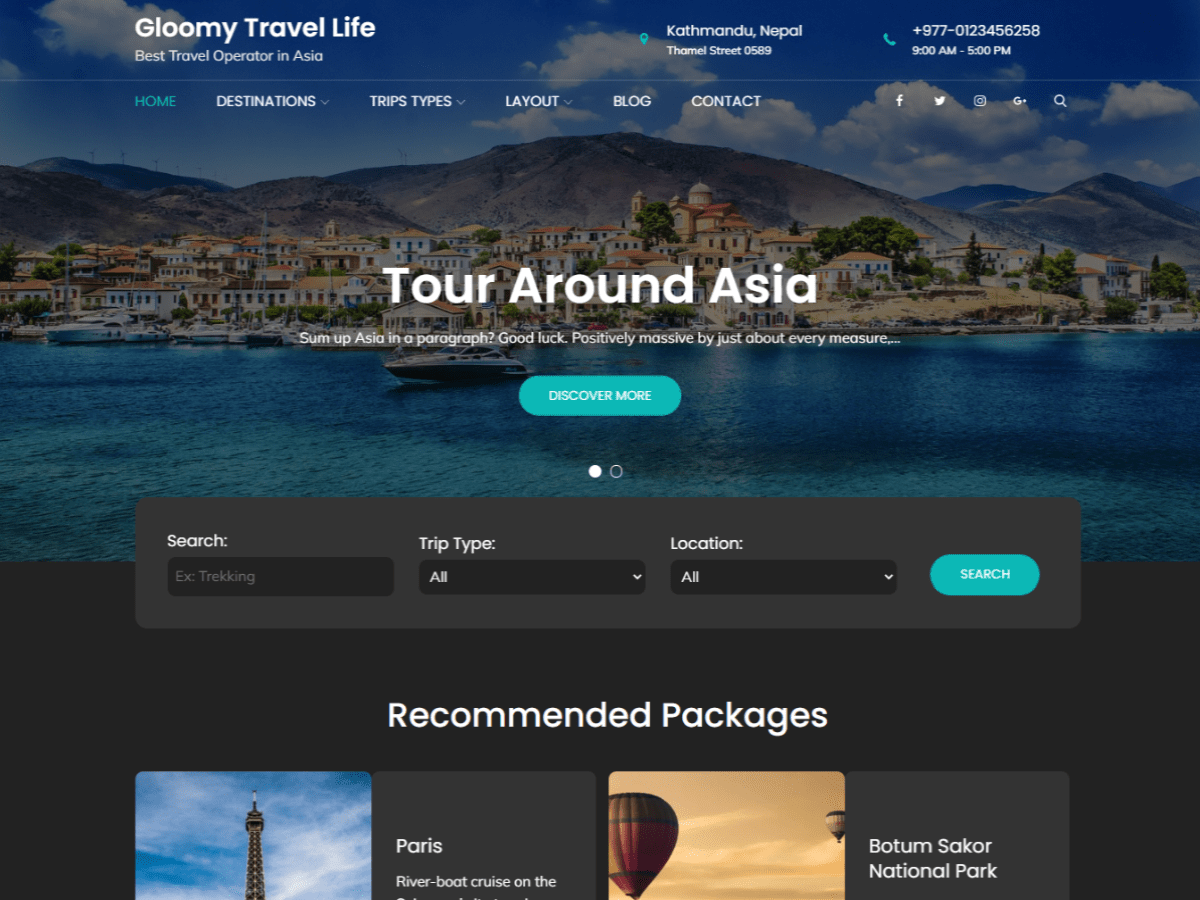 Gloomy Travel Life
Best Travel Operator in Asia
Kathmandu, Nepal
Thamel Street 0589
+977-0123456258
9:00 AM - 5:00 PM
HOME DESTINATIONS TRIPS TYPES LAYOUT BLOG CONTACT
Tour Around Asia
Sum up Asia in a paragraph? Good luck. Positively massive by just about every measure,...
DISCOVER MORE
Search:
Ex: Trekking
Trip Type:
All
Location:
All
SEARCH
Recommended Packages
Paris
River-boat cruise on the
Botum Sakor
National Park